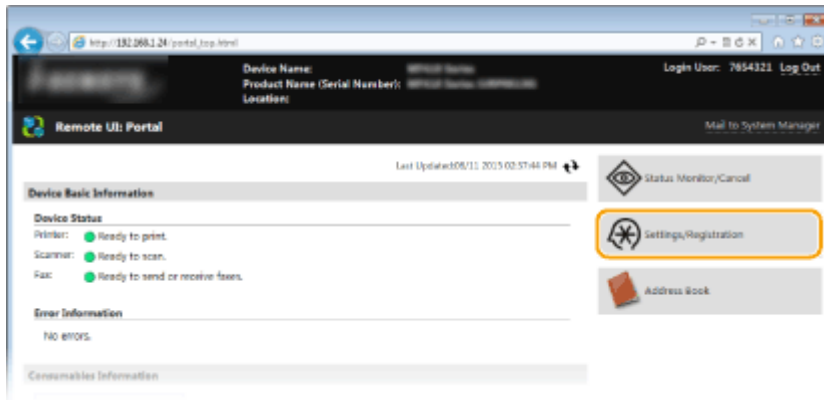 http://192.168.1.24/portal_top.html
Device Name:
Product Name (Serial Number):
Location:
Login User: 7654321 Log Out
Remote UI: Portal
Mail to System Manager
Last Updated:08/11 2015 02:57:44 PM
Device Basic Information
Device Status
Printer: Ready to print.
Scanner: Ready to scan.
Fax: Ready to send or receive faxes.
Error Information
No errors.
Consumables Information
Status Monitor/Cancel
Settings/Registration
Address Book